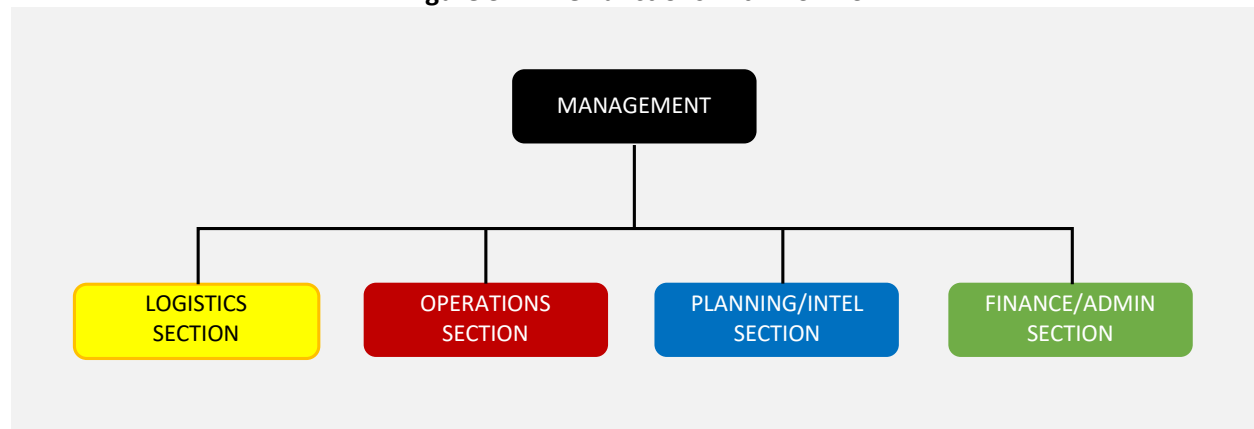 MANAGEMENT
LOGISTICS
SECTION
OPERATIONS
SECTION
PLANNING/INTEL
SECTION
FINANCE/ADMIN
SECTION